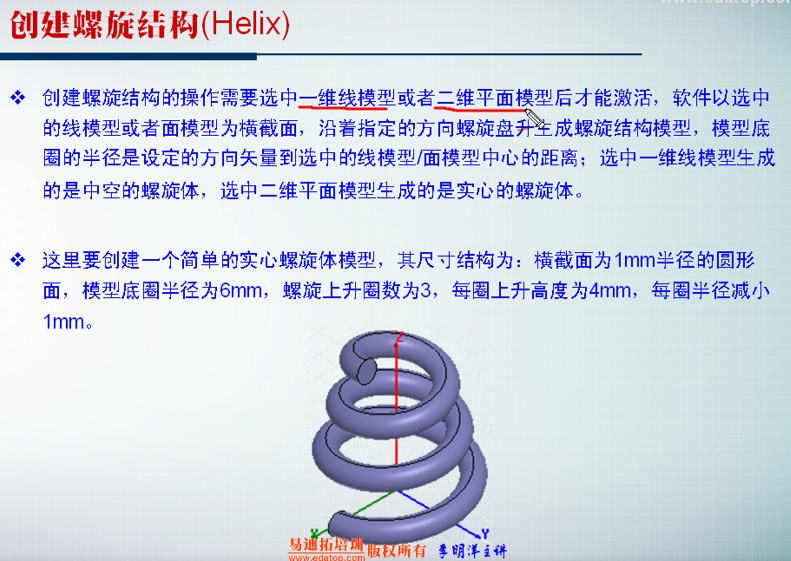 www.edatop.com
创建螺旋结构(Helix)
❖ 创建螺旋结构的操作需要选中一维线模型或者二维平面模型后才能激活，软件以选中
的线模型或者面模型为横截面，沿着指定的方向螺旋盘升生成螺旋结构模型，模型底
圈的半径是设定的方向矢量到选中的线模型/面模型中心的距离；选中一维线模型生成
的是中空的螺旋体，选中二维平面模型生成的是实心的螺旋体。
❖ 这里要创建一个简单的实心螺旋体模型，其尺寸结构为：横截面为1mm半径的圆形
面，模型底圈半径为6mm，螺旋上升圈数为3，每圈上升高度为4mm，每圈半径减小
1mm。
Z
X
Y
易迪拓培训 版权所有 李明洋主讲
www.edatop.com